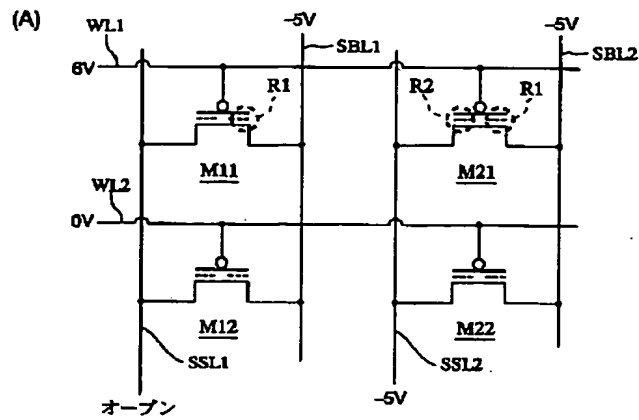 (A)
WL1
-5V
SBL1
-5V
SBL2
6V
R1
R2
R1
M11
M21
WL2
0V
M12
M22
SSL1
SSL2
オープン
-5V